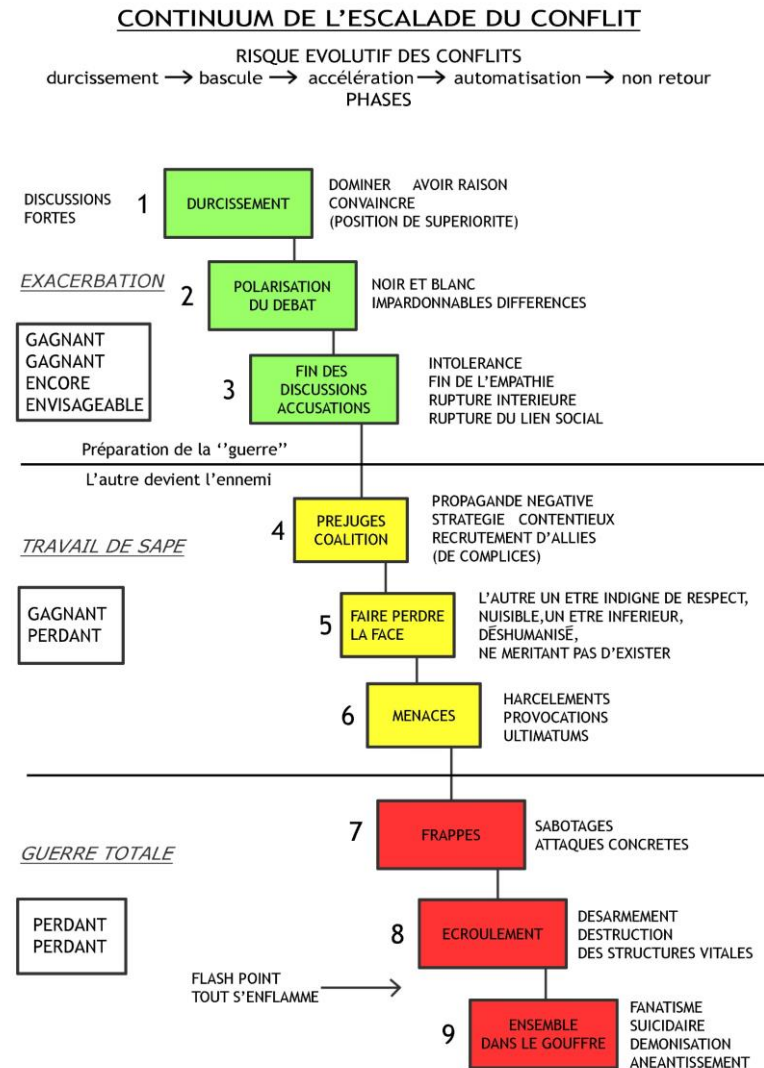 CONTINUUM DE L'ESCALADE DU CONFLIT
RISQUE EVOLUTIF DES CONFLITS
durcissement → bascule → accélération → automatisation → non retour
PHASES
DISCUSSIONS
FORTES
1
DURCISSEMENT
DOMINER AVOIR RAISON
CONVAINCRE
(POSITION DE SUPERIORITE)
EXACERBATION
2
POLARISATION
DU DEBAT
NOIR ET BLANC
IMPARDONNABLES DIFFERENCES
GAGNANT
GAGNANT
ENCORE
ENVISAGEABLE
3
FIN DES
DISCUSSIONS
ACCUSATIONS
INTOLERANCE
FIN DE L'EMPATHIE
RUPTURE INTERIEURE
RUPTURE DU LIEN SOCIAL
Préparation de la ‘’guerre’’
L'autre devient l'ennemi
4
PREJUGES
COALITION
PROPAGANDE NEGATIVE
STRATEGIE CONTENTIEUX
RECRUTEMENT D'ALLIES
(DE COMPLICES)
TRAVAIL DE SAPE
GAGNANT
PERDANT
5
FAIRE PERDRE
LA FACE
L'AUTRE UN ETRE INDIGNE DE RESPECT,
NUISIBLE,UN ETRE INFERIEUR,
DÉSHUMANISÉ,
NE MERITANT PAS D'EXISTER
6
MENACES
HARCELEMENTS
PROVOCATIONS
ULTIMATUMS
7
FRAPPES
SABOTAGES
ATTAQUES CONCRETES
GUERRE TOTALE
PERDANT
PERDANT
8
ECROULEMENT
DESARMEMENT
DESTRUCTION
DES STRUCTURES VITALES
FLASH POINT
TOUT S'ENFLAMME
9
ENSEMBLE
DANS LE GOUFFRE
FANATISME
SUICIDAIRE
DEMONISATION
ANEANTISSEMENT